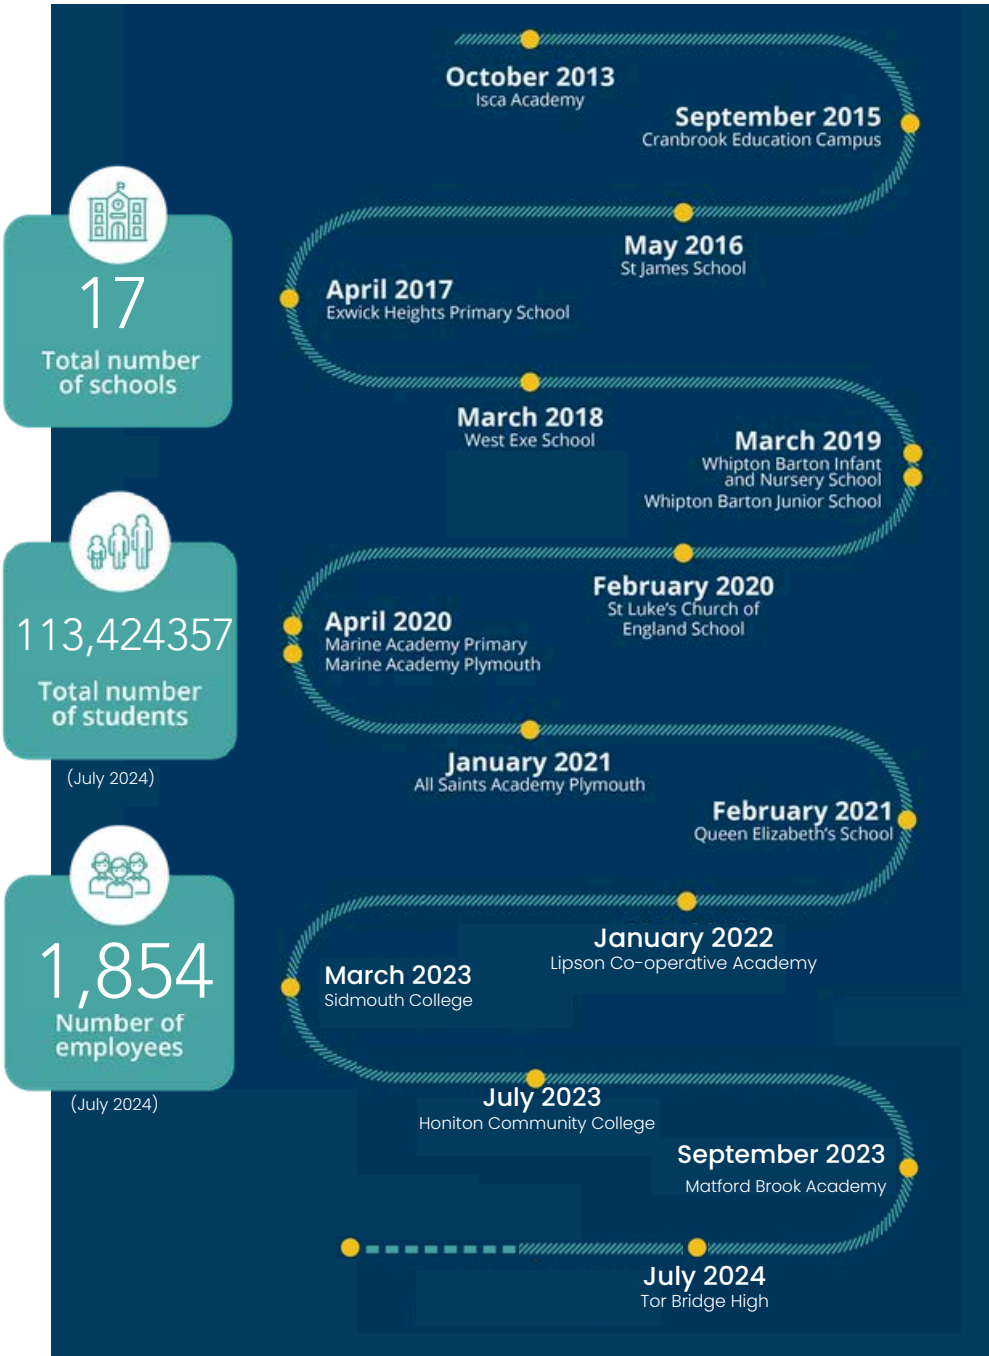 October 2013
Isca Academy
September 2015
Cranbrook Education Campus
May 2016
St James School
April 2017
Exwick Heights Primary School
March 2018
West Exe School
March 2019
Whipton Barton Infant
and Nursery School
Whipton Barton Junior School
February 2020
St Luke's Church of
England School
April 2020
Marine Academy Primary
Marine Academy Plymouth
January 2021
All Saints Academy Plymouth
February 2021
Queen Elizabeth's School
January 2022
Lipson Co-operative Academy
March 2023
Sidmouth College
July 2023
Honiton Community College
September 2023
Matford Brook Academy
July 2024
Tor Bridge High
17
Total number
of schools
113,424357
Total number
of students
(July 2024)
1,854
Number of
employees
(July 2024)